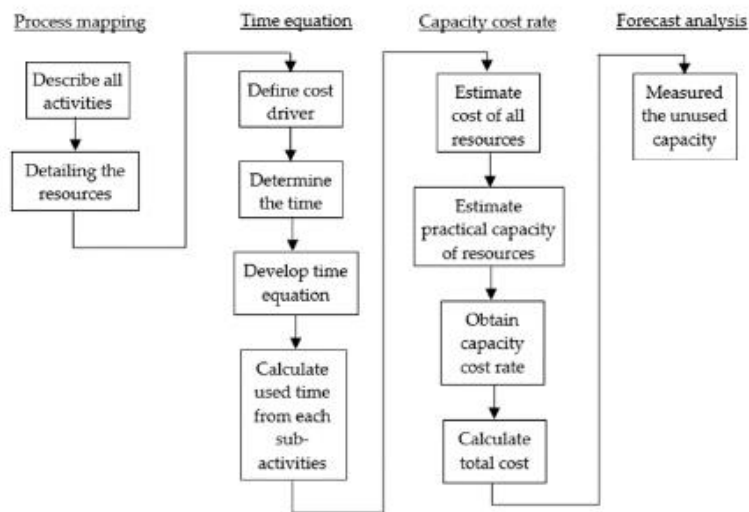 Process mapping
Describe all
activities
Detailing the
resources
Time equation
Define cost
driver
Determine
the time
Develop time
equation
Calculate
used time
from each
sub-
activities
Capacity cost rate
Estimate
cost of all
resources
Estimate
practical capacity
of resources
Obtain
capacity
cost rate
Calculate
total cost
Forecast analysis
Measured
the unused
capacity